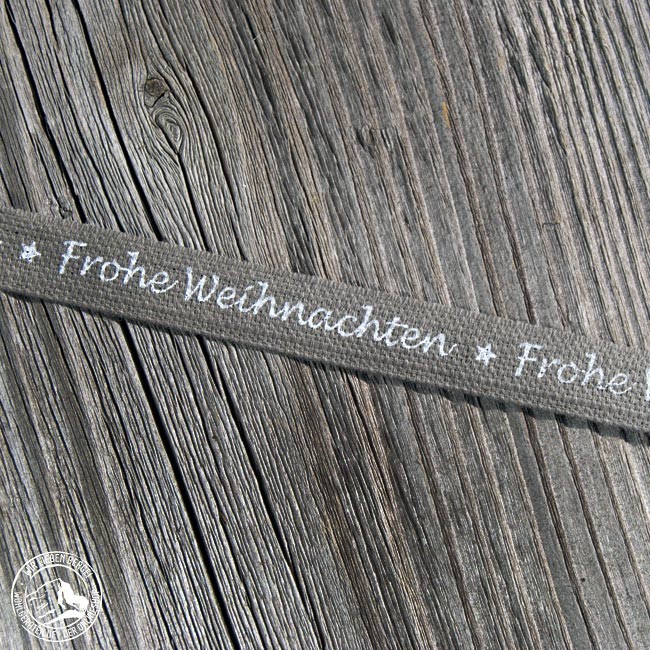 ★ Frohe Weihnachten ★ Frohe